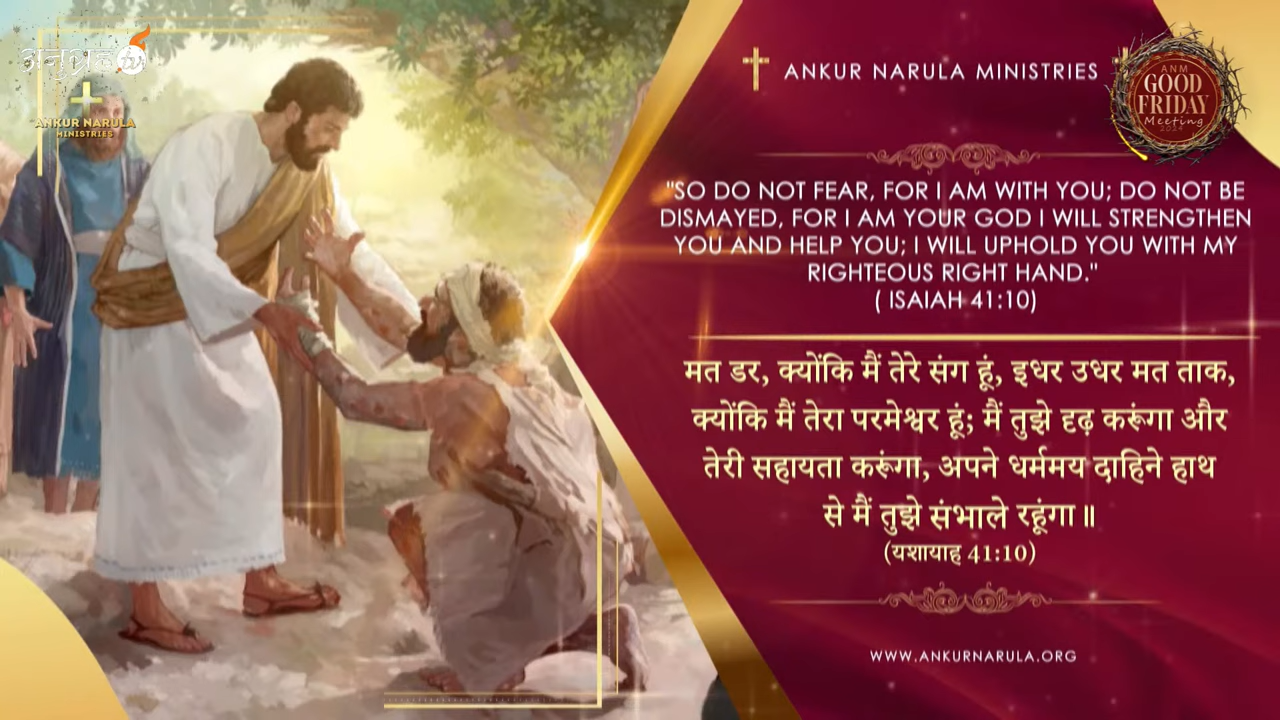 अनुग्रह tv
ANKUR NARULA
MINISTRIES
ANKUR NARULA MINISTRIES
ANM
GOOD
FRIDAY
Meeting
2024
"SO DO NOT FEAR, FOR I AM WITH YOU; DO NOT BE
DISMAYED, FOR I AM YOUR GOD I WILL STRENGTHEN
YOU AND HELP YOU; I WILL UPHOLD YOU WITH MY
RIGHTEOUS RIGHT HAND."
( ISAIAH 41:10)
मत डर, क्योंकि मैं तेरे संग हूं, इधर उधर मत ताक,
क्योंकि मैं तेरा परमेश्वर हूं; मैं तुझे दृढ़ करूंगा और
तेरी सहायता करूंगा, अपने धर्ममय दाहिने हाथ
से मैं तुझे संभाले रहूंगा॥
(यशायाह 41:10)
WWW.ANKURNARULA.ORG